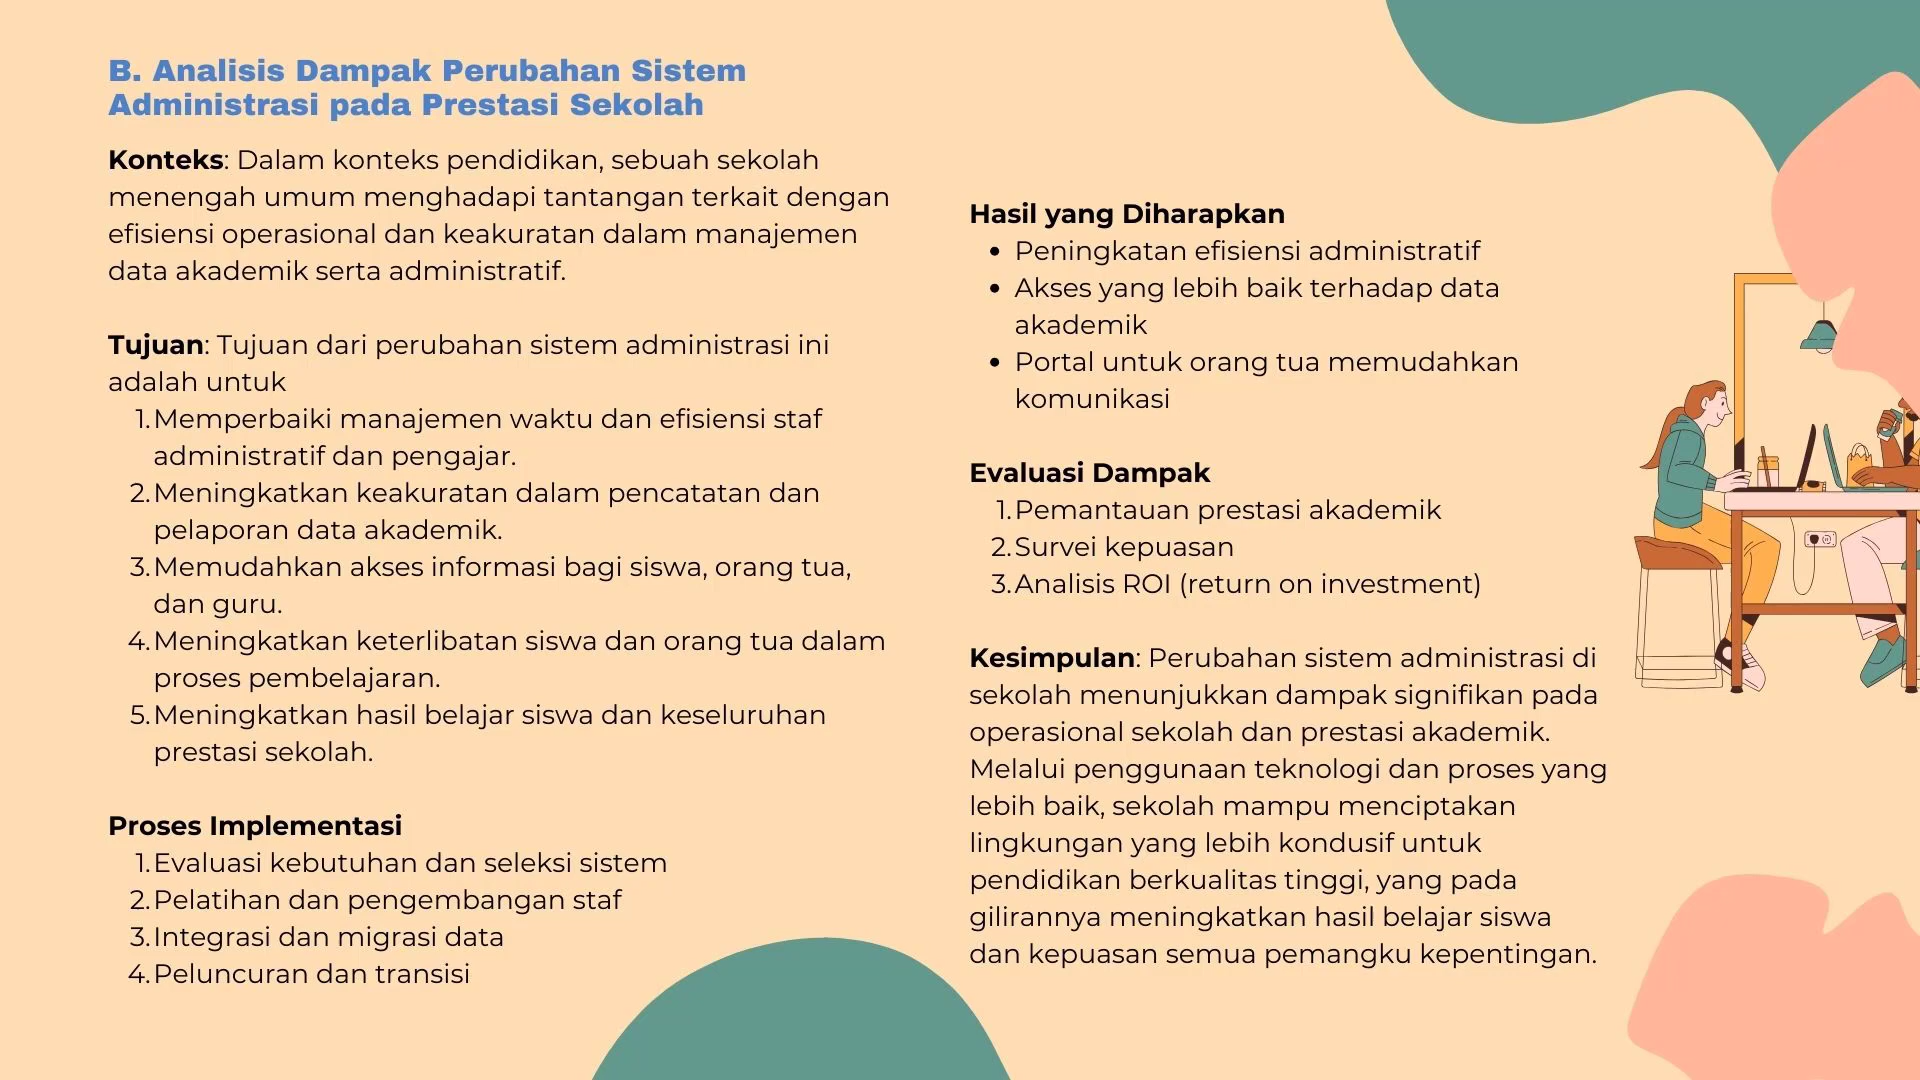 B. Analisis Dampak Perubahan Sistem
Administrasi pada Prestasi Sekolah
Konteks: Dalam konteks pendidikan, sebuah sekolah
menengah umum menghadapi tantangan terkait dengan
efisiensi operasional dan keakuratan dalam manajemen
data akademik serta administratif.
Tujuan: Tujuan dari perubahan sistem administrasi ini
adalah untuk
1. Memperbaiki manajemen waktu dan efisiensi staf
administratif dan pengajar.
2. Meningkatkan keakuratan dalam pencatatan dan
pelaporan data akademik.
3. Memudahkan akses informasi bagi siswa, orang tua,
dan guru.
4. Meningkatkan keterlibatan siswa dan orang tua dalam
proses pembelajaran.
5. Meningkatkan hasil belajar siswa dan keseluruhan
prestasi sekolah.
Proses Implementasi
1. Evaluasi kebutuhan dan seleksi sistem
2. Pelatihan dan pengembangan staf
3. Integrasi dan migrasi data
4. Peluncuran dan transisi
Hasil yang Diharapkan
• Peningkatan efisiensi administratif
• Akses yang lebih baik terhadap data
akademik
• Portal untuk orang tua memudahkan
komunikasi
Evaluasi Dampak
1. Pemantauan prestasi akademik
2. Survei kepuasan
3. Analisis ROI (return on investment)
Kesimpulan: Perubahan sistem administrasi di
sekolah menunjukkan dampak signifikan pada
operasional sekolah dan prestasi akademik.
Melalui penggunaan teknologi dan proses yang
lebih baik, sekolah mampu menciptakan
lingkungan yang lebih kondusif untuk
pendidikan berkualitas tinggi, yang pada
gilirannya meningkatkan hasil belajar siswa
dan kepuasan semua pemangku kepentingan.